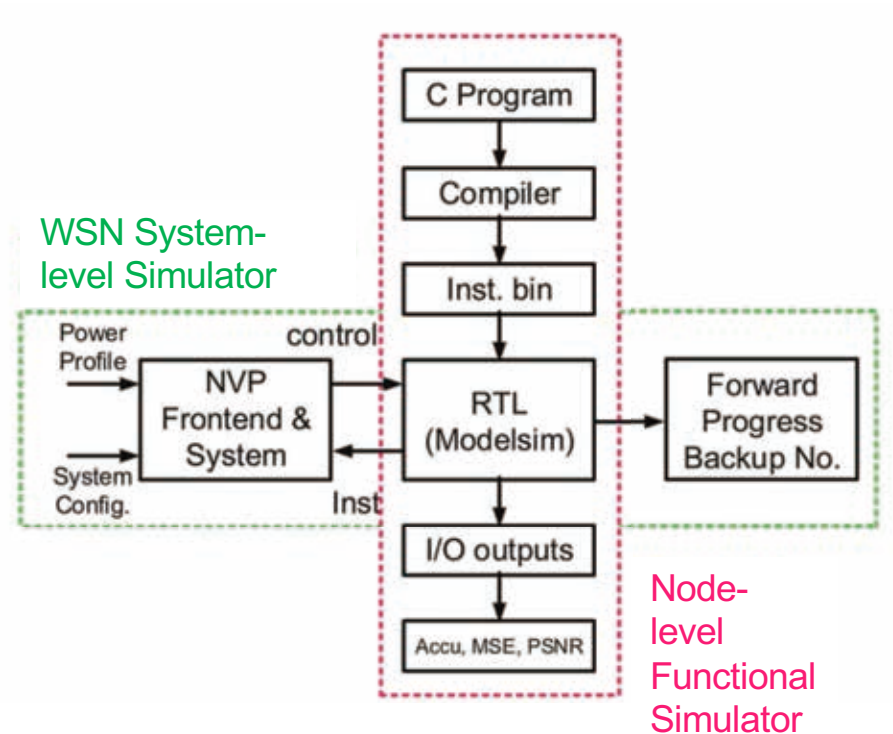 C Program
Compiler
WSN System-
level Simulator
Inst. bin
Power
Profile
control
NVP
Frontend &
System
RTL
(Modelsim)
Forward
Progress
Backup No.
System
Config.
Inst
I/O outputs
Accu, MSE, PSNR
Node-
level
Functional
Simulator